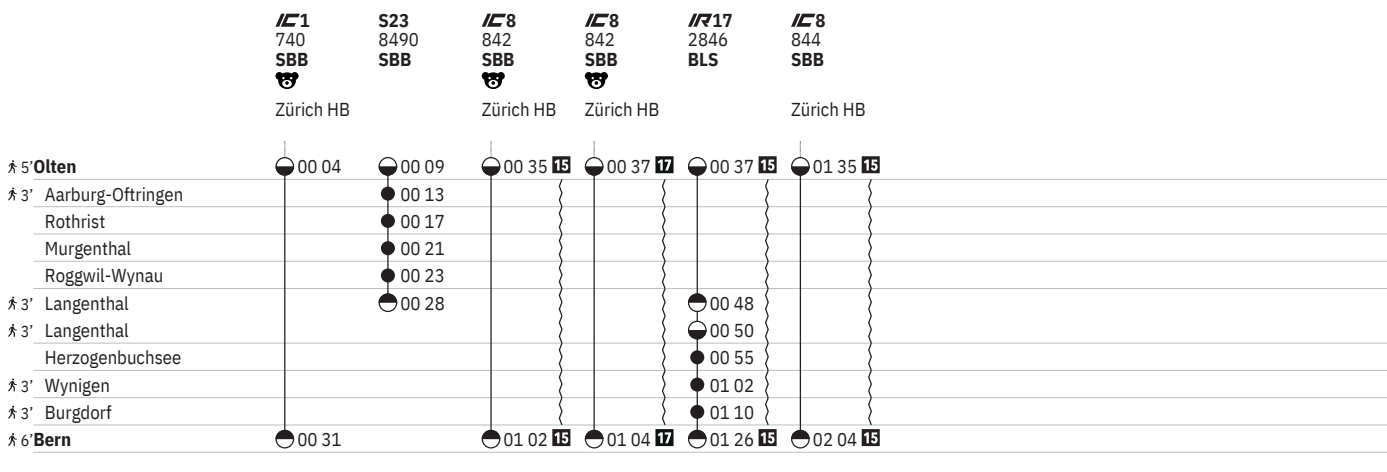 IC1 S23 IC8 IC8 IR17 IC8
740 8490 842 842 2846 844
SBB SBB SBB SBB BLS SBB
Zürich HB Zürich HB Zürich HB Zürich HB
5’ Olten 00 04 00 09 00 35 15 00 37 17 00 37 15 01 35 15
3’ Aarburg-Oftringen 00 13
Rothrist 00 17
Murgenthal 00 21
Roggwil-Wynau 00 23
3’ Langenthal 00 28 00 48
3’ Langenthal 00 50
Herzogenbuchsee 00 55
3’ Wynigen 01 02
3’ Burgdorf 01 10
6’ Bern 00 31 01 02 15 01 04 17 01 26 15 02 04 15